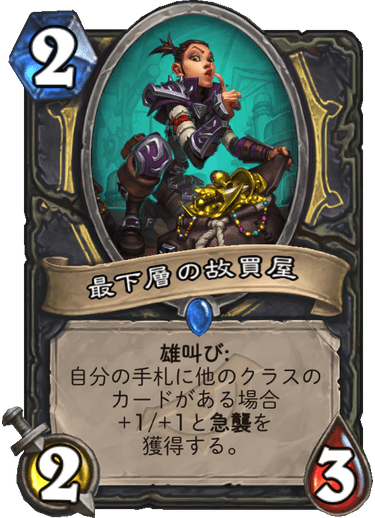 2
最下層の故買屋
雄叫び:
自分の手札に他のクラスの
カードがある場合
+1/+1と急襲を
獲得する。
2
3